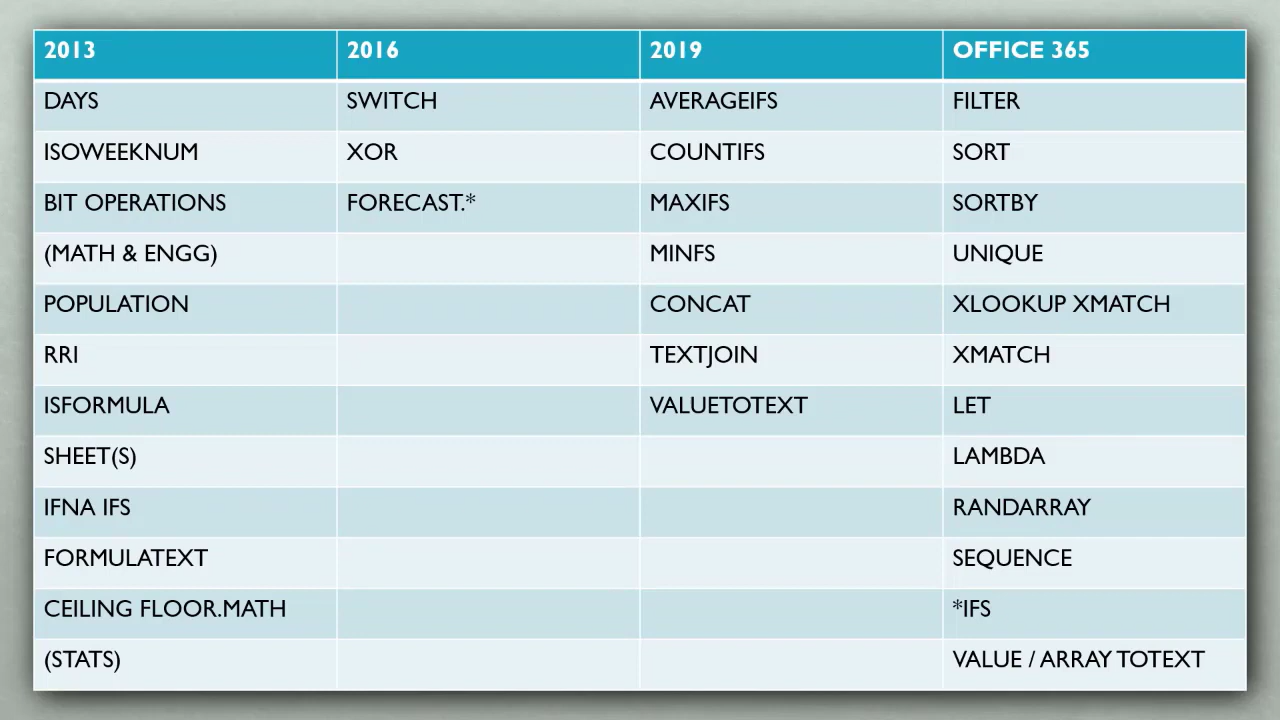 2013 2016 2019 OFFICE 365
DAYS SWITCH AVERAGEIFS FILTER
ISOWEEKNUM XOR COUNTIFS SORT
BIT OPERATIONS FORECAST.* MAXIFS SORTBY
(MATH & ENGG) MINFS UNIQUE
POPULATION CONCAT XLOOKUP XMATCH
RRI TEXTJOIN XMATCH
ISFORMULA VALUETOTEXT LET
SHEET(S) LAMBDA
IFNA IFS RANDARRAY
FORMULATEXT SEQUENCE
CEILING FLOOR.MATH *IFS
(STATS) VALUE / ARRAY TOTEXT